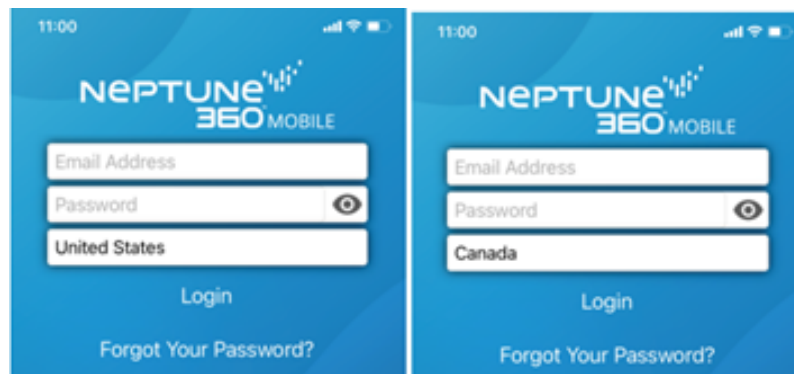 11:00
NEPTUNE
360 MOBILE
Email Address
Password
United States
Login
Forgot Your Password?
11:00
NEPTUNE
360 MOBILE
Email Address
Password
Canada
Login
Forgot Your Password?